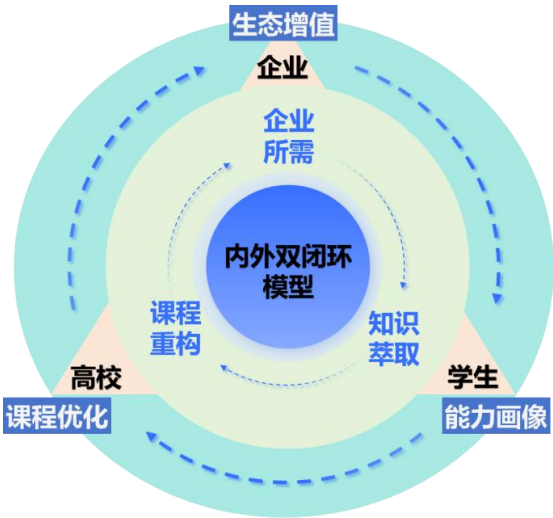 生态增值
企业
企业
所需
内外双闭环
模型
课程
重构
知识
萃取
高校
学生
课程优化
能力画像